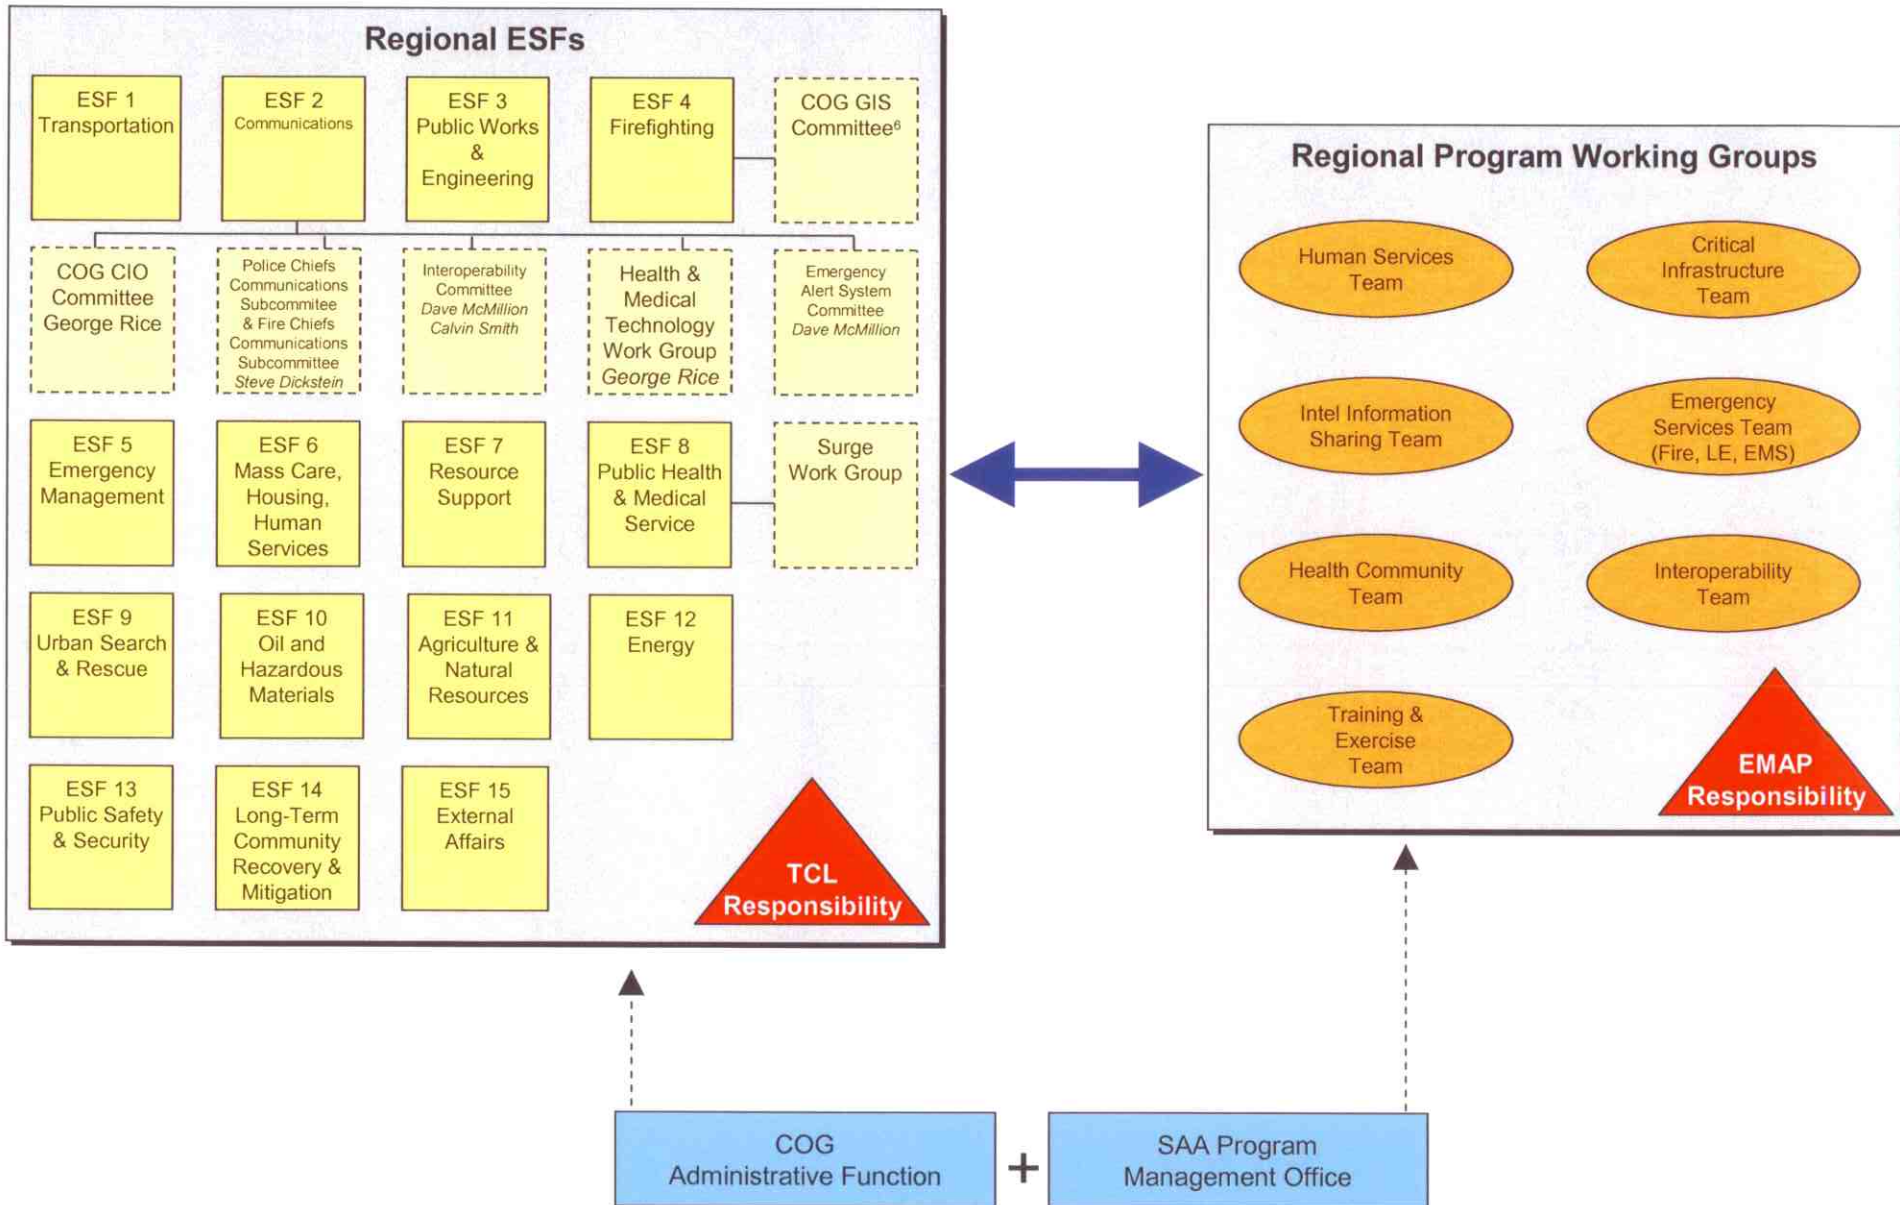 Regional ESFs
ESF 1
Transportation
ESF 2
Communications
ESF 3
Public Works
&
Engineering
ESF 4
Firefighting
COG GIS
Committee⁶
COG CIO
Committee
George Rice
Police Chiefs
Communications
Subcommitee
& Fire Chiefs
Communications
Subcommittee
Steve Dickstein
Interoperability
Committee
Dave McMillion
Calvin Smith
Health &
Medical
Technology
Work Group
George Rice
Emergency
Alert System
Committee
Dave McMillion
ESF 5
Emergency
Management
ESF 6
Mass Care,
Housing,
Human
Services
ESF 7
Resource
Support
ESF 8
Public Health
& Medical
Service
Surge
Work Group
ESF 9
Urban Search
& Rescue
ESF 10
Oil and
Hazardous
Materials
ESF 11
Agriculture &
Natural
Resources
ESF 12
Energy
ESF 13
Public Safety
& Security
ESF 14
Long-Term
Community
Recovery &
Mitigation
ESF 15
External
Affairs
TCL
Responsibility
Regional Program Working Groups
Human Services
Team
Critical
Infrastructure
Team
Intel Information
Sharing Team
Emergency
Services Team
(Fire, LE, EMS)
Health Community
Team
Interoperability
Team
Training &
Exercise
Team
EMAP
Responsibility
COG
Administrative Function
+
SAA Program
Management Office